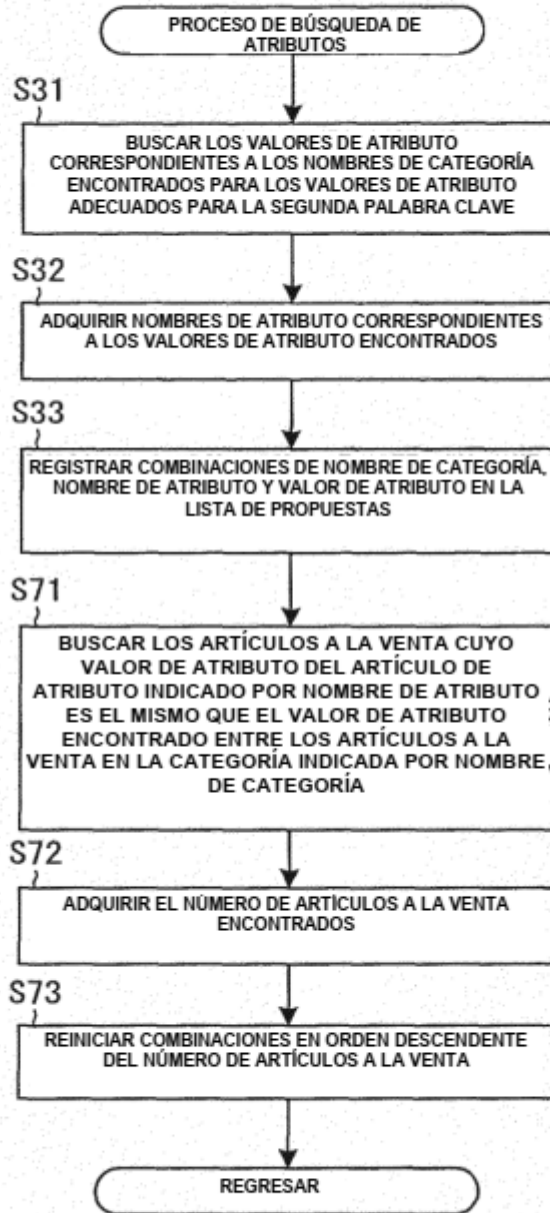 PROCESO DE BÚSQUEDA DE
ATRIBUTOS
S31
BUSCAR LOS VALORES DE ATRIBUTO
CORRESPONDIENTES A LOS NOMBRES DE CATEGORÍA
ENCONTRADOS PARA LOS VALORES DE ATRIBUTO
ADECUADOS PARA LA SEGUNDA PALABRA CLAVE
S32
ADQUIRIR NOMBRES DE ATRIBUTO CORRESPONDIENTES
A LOS VALORES DE ATRIBUTO ENCONTRADOS
S33
REGISTRAR COMBINACIONES DE NOMBRE DE CATEGORÍA,
NOMBRE DE ATRIBUTO Y VALOR DE ATRIBUTO EN LA
LISTA DE PROPUESTAS
S71
BUSCAR LOS ARTÍCULOS A LA VENTA CUYO
VALOR DE ATRIBUTO DEL ARTÍCULO DE
ATRIBUTO INDICADO POR NOMBRE DE ATRIBUTO
ES EL MISMO QUE EL VALOR DE ATRIBUTO
ENCONTRADO ENTRE LOS ARTÍCULOS A LA
VENTA EN LA CATEGORÍA INDICADA POR NOMBRE
DE CATEGORÍA
S72
ADQUIRIR EL NÚMERO DE ARTÍCULOS A LA VENTA
ENCONTRADOS
S73
REINICIAR COMBINACIONES EN ORDEN DESCENDENTE
DEL NÚMERO DE ARTÍCULOS A LA VENTA
REGRESAR